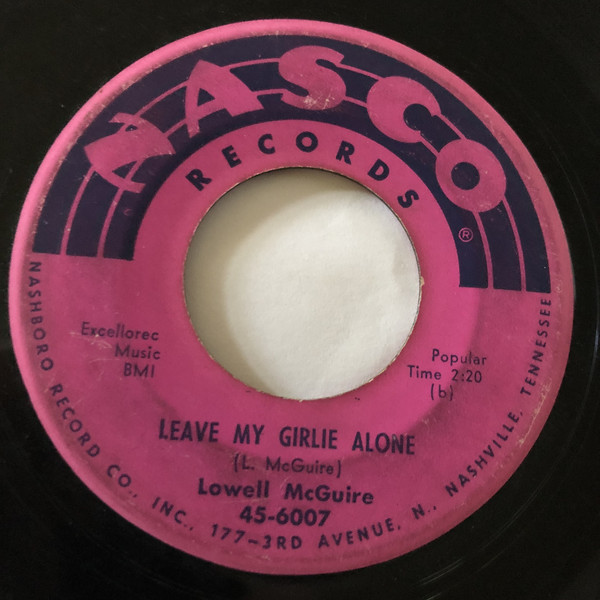 NASCO
RECORDS
®
Excellorec
Music
BMI
Popular
Time 2:20
(b)
LEAVE MY GIRLIE ALONE
(L. McGuire)
Lowell McGuire
45-6007
NASHBORO RECORD CO., INC., 177-3RD AVENUE, N., NASHVILLE, TENNESSEE